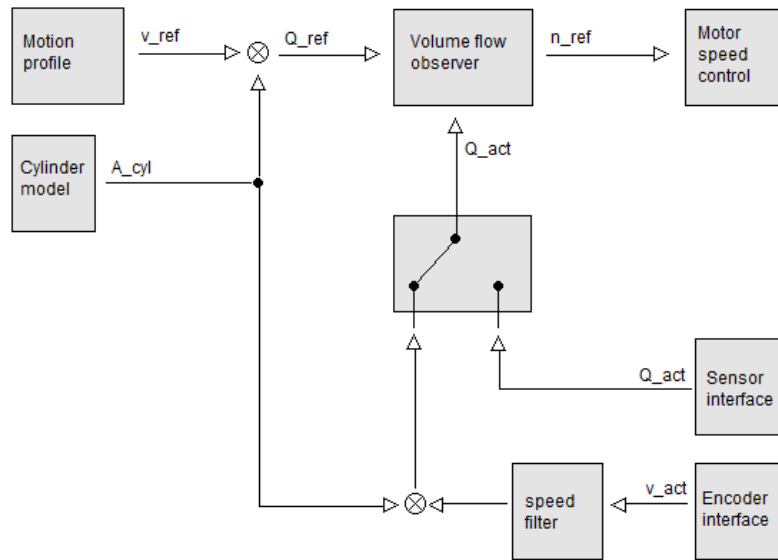 Motion
profile
v_ref
Q_ref
Volume flow
observer
n_ref
Motor
speed
control
Cylinder
model
A_cyl
Q_act
Q_act
Sensor
interface
speed
filter
v_act
Encoder
interface